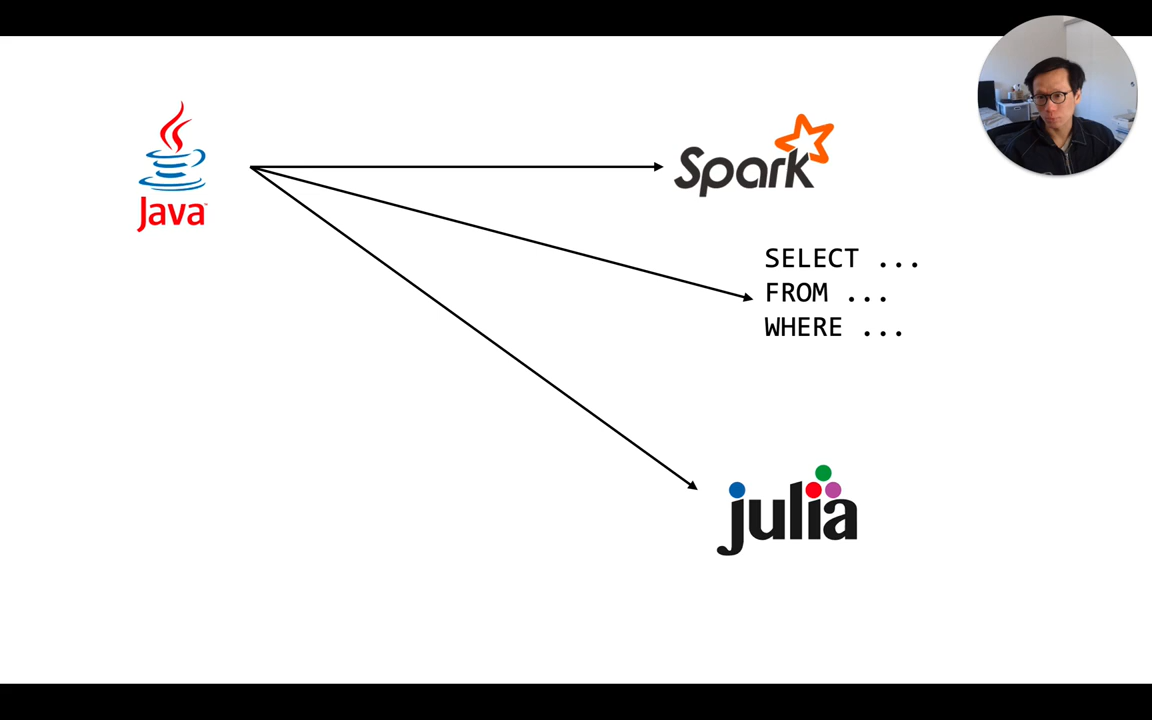 Java
Spark
SELECT ...
FROM ...
WHERE ...
julia